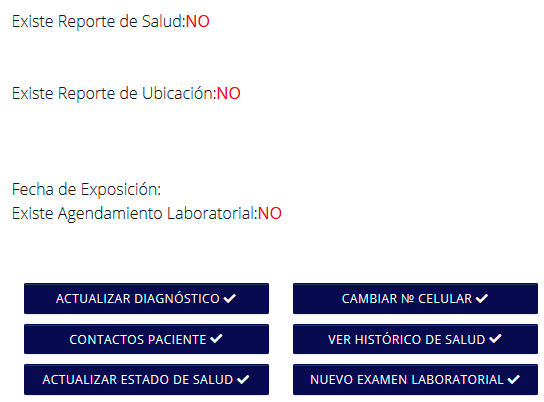 Existe Reporte de Salud:NO
Existe Reporte de Ubicación:NO
Fecha de Exposición:
Existe Agendamiento Laboratorial:NO
ACTUALIZAR DIAGNÓSTICO ✔
CAMBIAR № CELULAR ✔
CONTACTOS PACIENTE ✔
VER HISTÓRICO DE SALUD ✔
ACTUALIZAR ESTADO DE SALUD ✔
NUEVO EXAMEN LABORATORIAL ✔